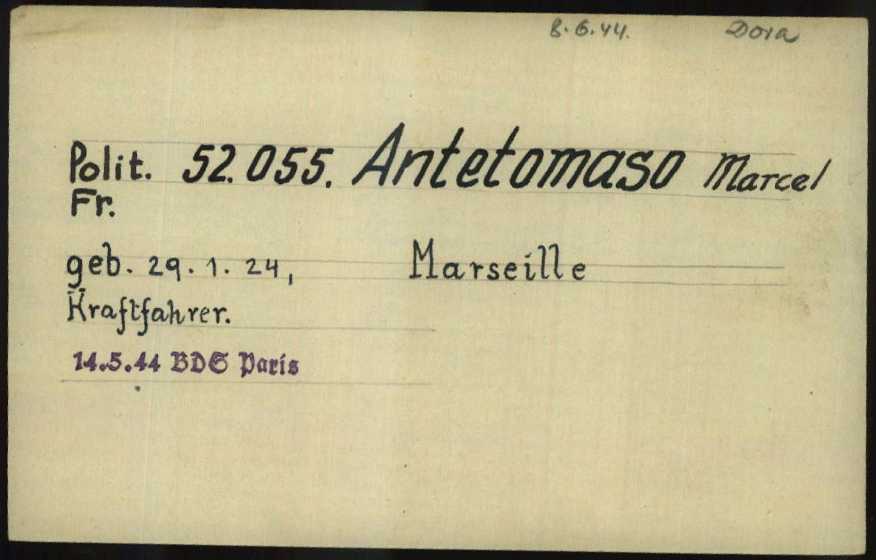 8.6.44. Dora
Polit. 52.055. Antetomaso Marcel
Fr.
geb. 29.1.24, Marseille
Kraftfahrer.
14.5.44 BDS Paris